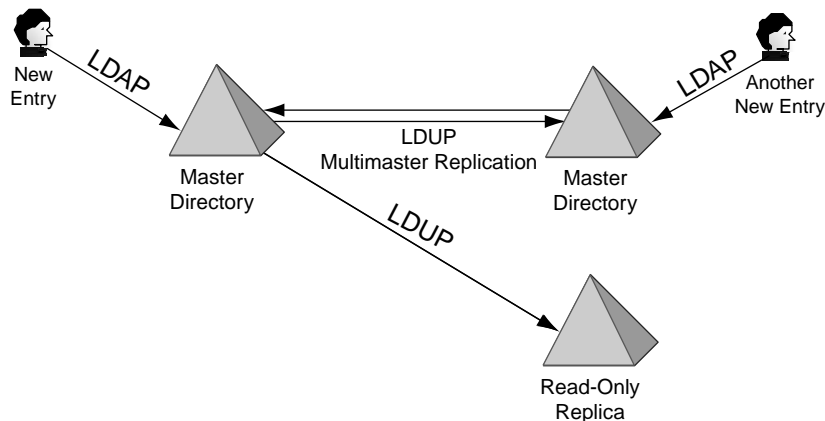 LDAP
New
Entry
LDAP
Another
New Entry
LDUP
Multimaster Replication
Master
Directory
Master
Directory
LDUP
Read-Only
Replica